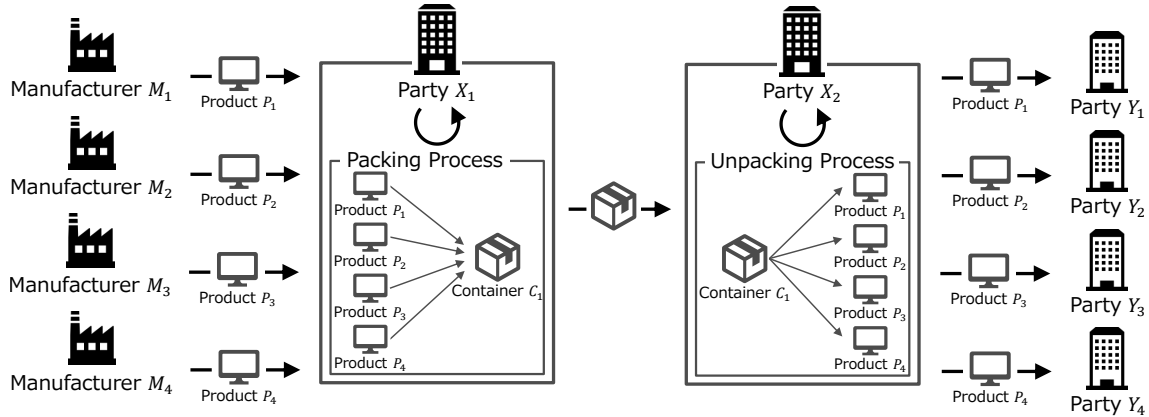 Manufacturer M₁
Product P₁
Manufacturer M₂
Product P₂
Manufacturer M₃
Product P₃
Manufacturer M₄
Product P₄
Party X₁
Packing Process
Product P₁
Product P₂
Product P₃
Product P₄
Container C₁
Party X₂
Unpacking Process
Container C₁
Product P₁
Product P₂
Product P₃
Product P₄
Product P₁
Party Y₁
Product P₂
Party Y₂
Product P₃
Party Y₃
Product P₄
Party Y₄